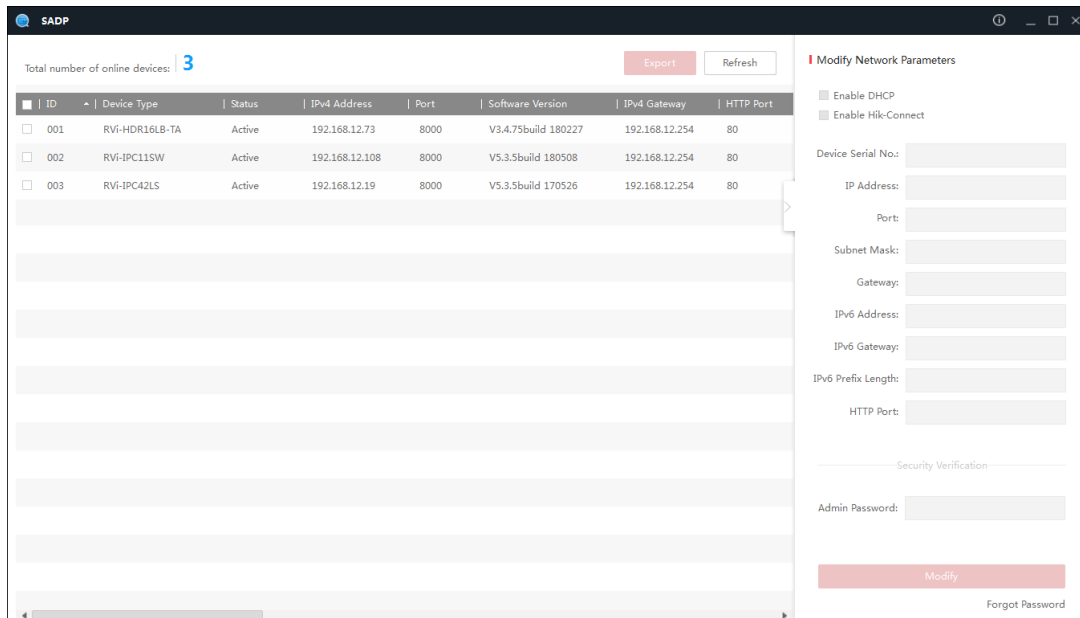 SADP
Total number of online devices: 3
Export
Refresh
ID | Device Type | Status | IPv4 Address | Port | Software Version | IPv4 Gateway | HTTP Port
001 RVi-HDR16LB-TA Active 192.168.12.73 8000 V3.4.75build 180227 192.168.12.254 80
002 RVi-IPC11SW Active 192.168.12.108 8000 V5.3.5build 180508 192.168.12.254 80
003 RVi-IPC42LS Active 192.168.12.19 8000 V5.3.5build 170526 192.168.12.254 80
Modify Network Parameters
Enable DHCP
Enable Hik-Connect
Device Serial No.:
IP Address:
Port:
Subnet Mask:
Gateway:
IPv6 Address:
IPv6 Gateway:
IPv6 Prefix Length:
HTTP Port:
Security Verification
Admin Password:
Modify
Forgot Password